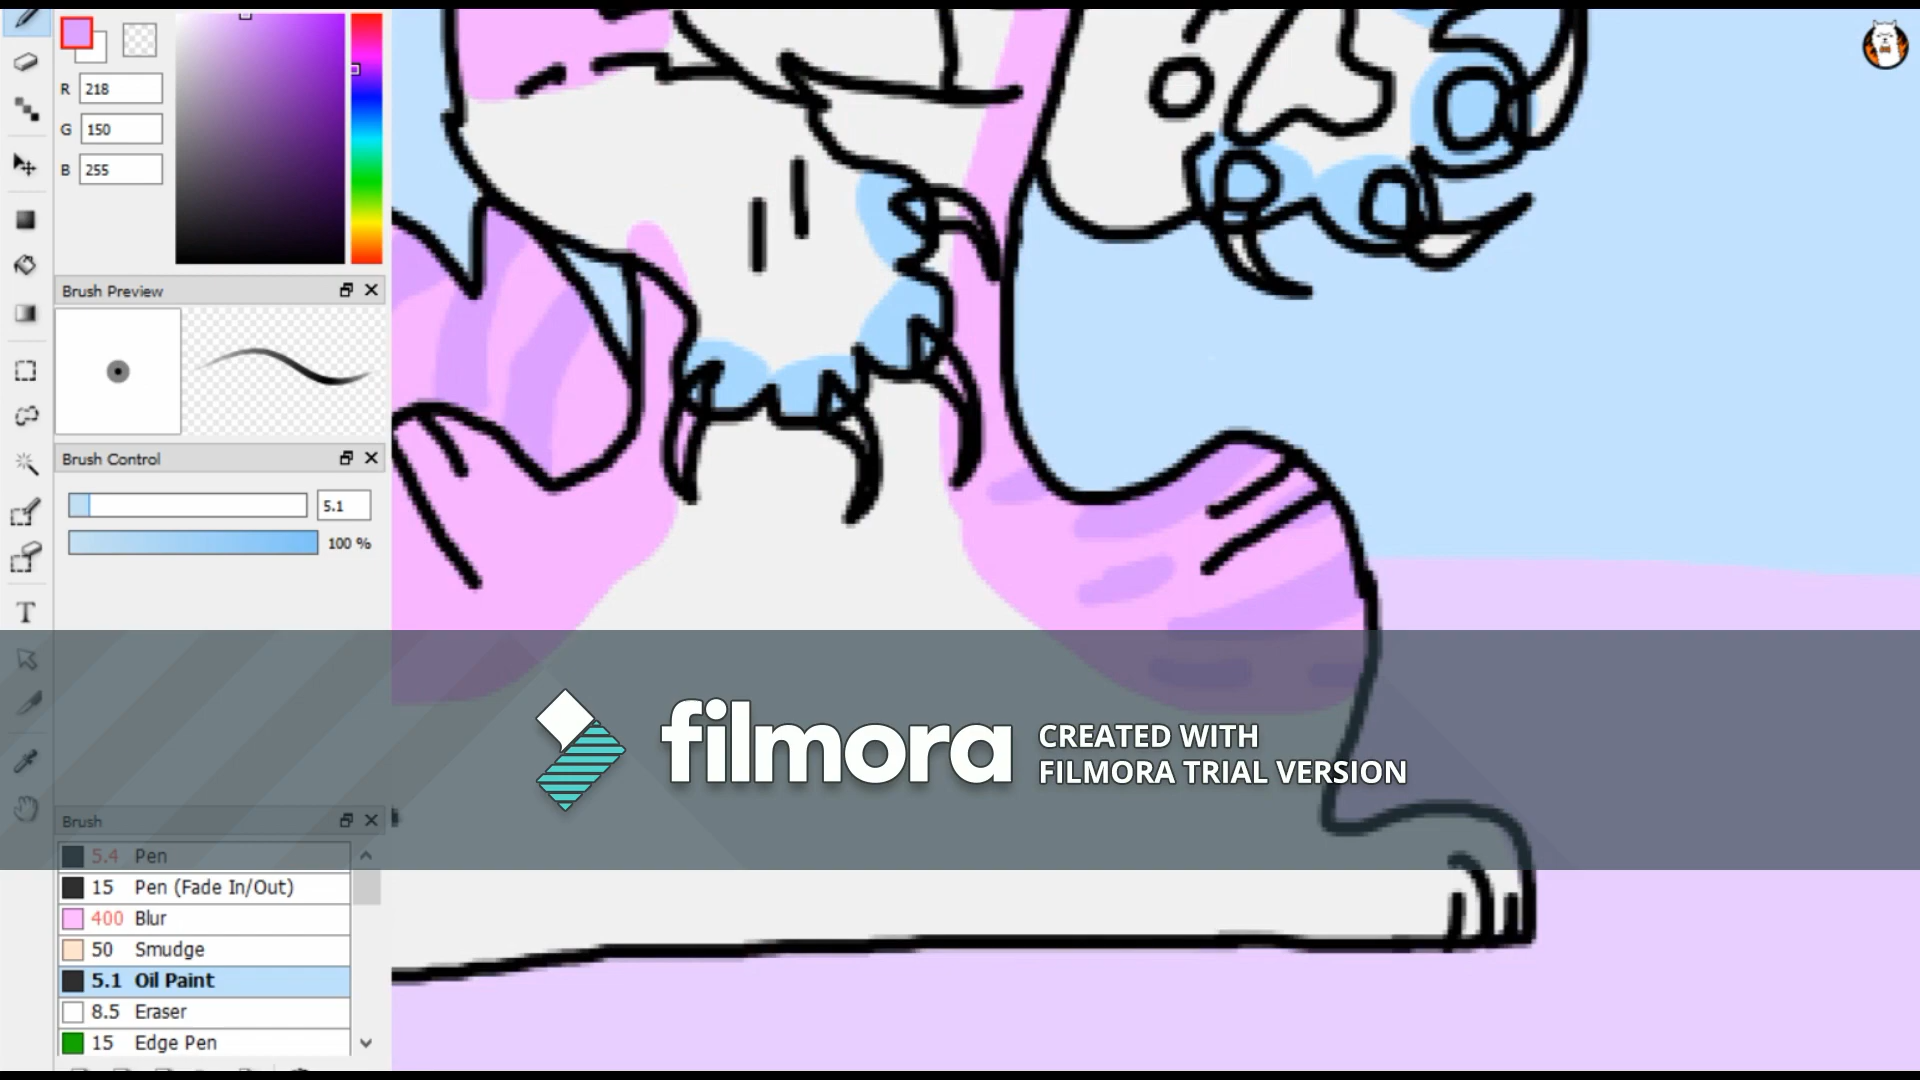 R 218
G 150
B 255
Brush Preview
Brush Control
5.1
100 %
T
filmora
CREATED WITH
FILMORA TRIAL VERSION
Brush
5.4 Pen
15 Pen (Fade In/Out)
400 Blur
50 Smudge
5.1 Oil Paint
8.5 Eraser
15 Edge Pen